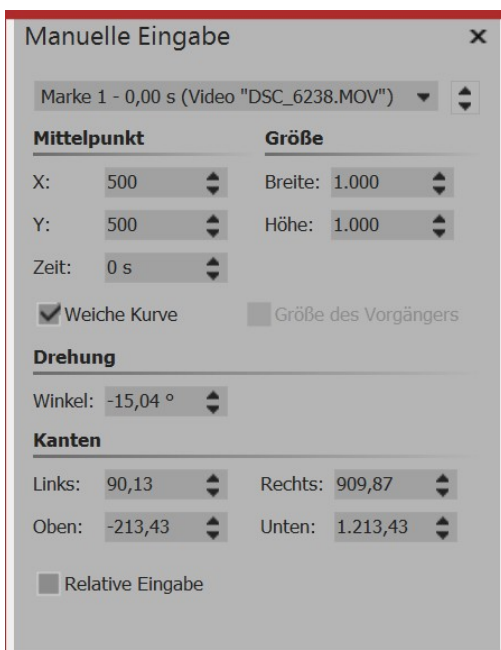 Manuelle Eingabe
Marke 1 - 0,00 s (Video "DSC_6238.MOV")
Mittelpunkt Größe
X: 500 Breite: 1.000
Y: 500 Höhe: 1.000
Zeit: 0 s
Weiche Kurve Größe des Vorgängers
Drehung
Winkel: -15,04 °
Kanten
Links: 90,13 Rechts: 909,87
Oben: -213,43 Unten: 1.213,43
Relative Eingabe